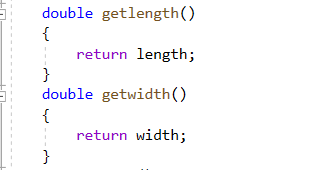 double getlength()
{
return length;
}
double getwidth()
{
return width;
}